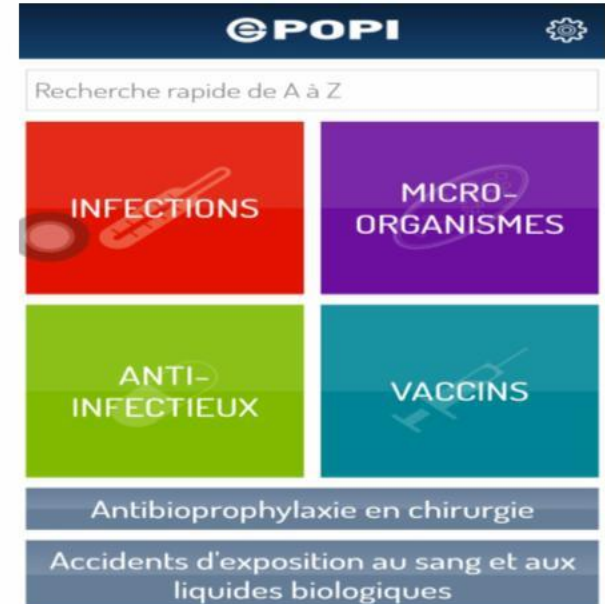 ePOPI
Recherche rapide de A à Z
INFECTIONS
MICRO-
ORGANISMES
ANTI-
INFECTIEUX
VACCINS
Antibioprophylaxie en chirurgie
Accidents d'exposition au sang et aux
liquides biologiques